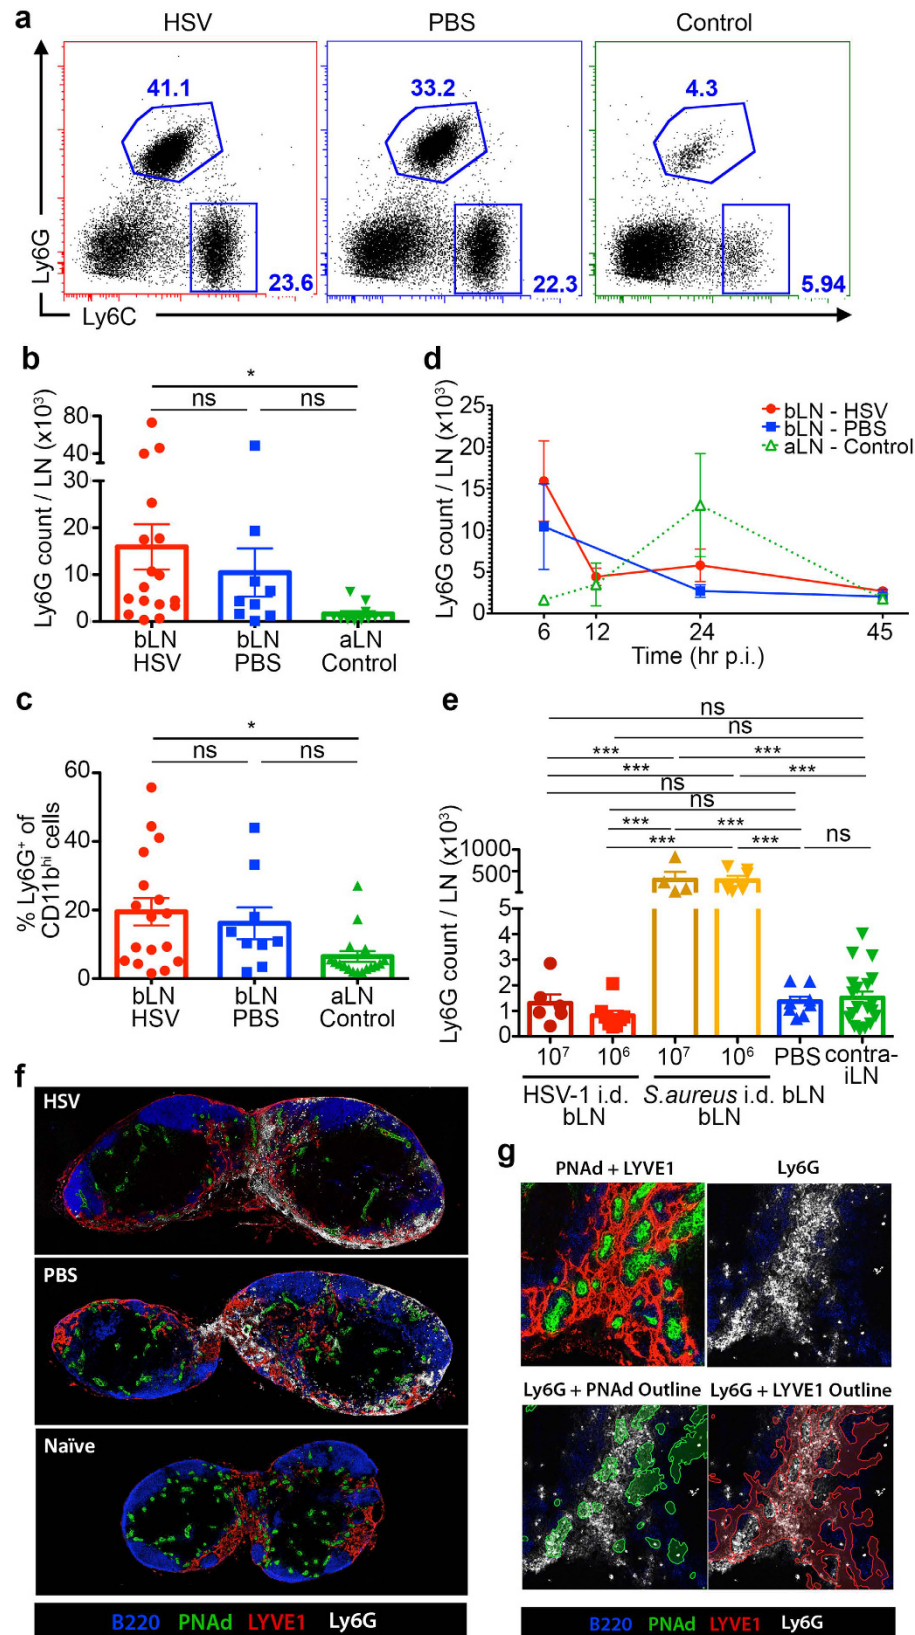 a
HSV
PBS
Control
41.1
33.2
4.3
23.6
22.3
5.94
Ly6G
Ly6C
b
*
ns
ns
Ly6G count / LN (x10³)
80
40
30
20
10
0
bLN HSV
bLN PBS
aLN Control
c
*
ns
ns
% Ly6G⁺ of CD11bʰⁱ cells
60
40
20
0
bLN HSV
bLN PBS
aLN Control
d
Ly6G count / LN (x10³)
25
20
15
10
5
0
bLN - HSV
bLN - PBS
aLN - Control
6
12
24
45
Time (hr p.i.)
e
ns
ns
***
***
***
***
ns
ns
***
***
***
***
ns
Ly6G count / LN (x10³)
1000
500
5
4
3
2
1
0
10⁷
10⁶
10⁷
10⁶
PBS
contra-
iLN
HSV-1 i.d.
bLN
S.aureus i.d.
bLN
bLN
f
HSV
PBS
Naïve
B220 PNAd LYVE1 Ly6G
g
PNAd + LYVE1
Ly6G
Ly6G + PNAd Outline
Ly6G + LYVE1 Outline
B220 PNAd LYVE1 Ly6G